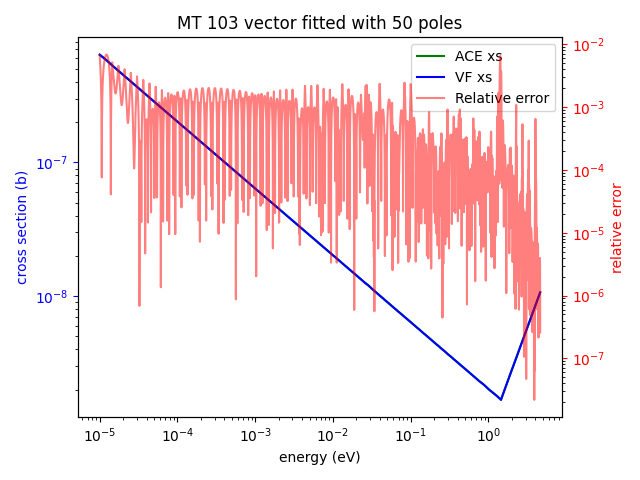 MT 103 vector fitted with 50 poles
ACE xs
VF xs
Relative error
cross section (b)
10⁻⁷
10⁻⁸
10⁻²
10⁻³
10⁻⁴
10⁻⁵
10⁻⁶
10⁻⁷
relative error
10⁻⁵
10⁻⁴
10⁻³
10⁻²
10⁻¹
10⁰
energy (eV)